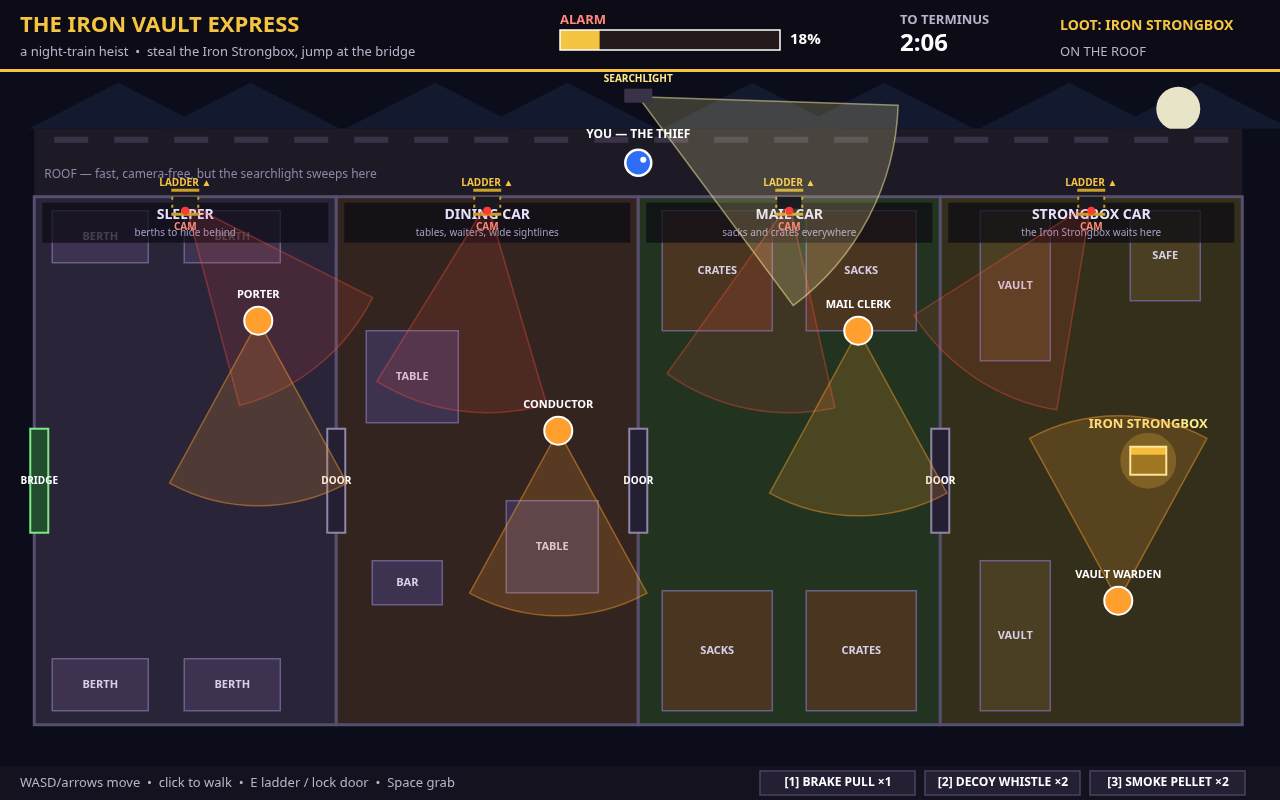 THE IRON VAULT EXPRESS
a night-train heist • steal the Iron Strongbox, jump at the bridge
ALARM
18%
TO TERMINUS
2:06
LOOT: IRON STRONGBOX
ON THE ROOF
SEARCHLIGHT
YOU — THE THIEF
ROOF — fast, camera-free, but the searchlight sweeps here
LADDER ▲
LADDER ▲
LADDER ▲
LADDER ▲
SLEEPER
DINING CAR
MAIL CAR
STRONGBOX CAR
CAM
CAM
CAM
CAM
berths to hide behind
tables, waiters, wide sightlines
sacks and crates everywhere
the Iron Strongbox waits here
BERTH
BERTH
CRATES
SACKS
VAULT
SAFE
PORTER
MAIL CLERK
TABLE
CONDUCTOR
IRON STRONGBOX
BRIDGE
DOOR
DOOR
DOOR
TABLE
BAR
VAULT WARDEN
SACKS
CRATES
VAULT
BERTH
BERTH
WASD/arrows move • click to walk • E ladder / lock door • Space grab
[1] BRAKE PULL ×1
[2] DECOY WHISTLE ×2
[3] SMOKE PELLET ×2